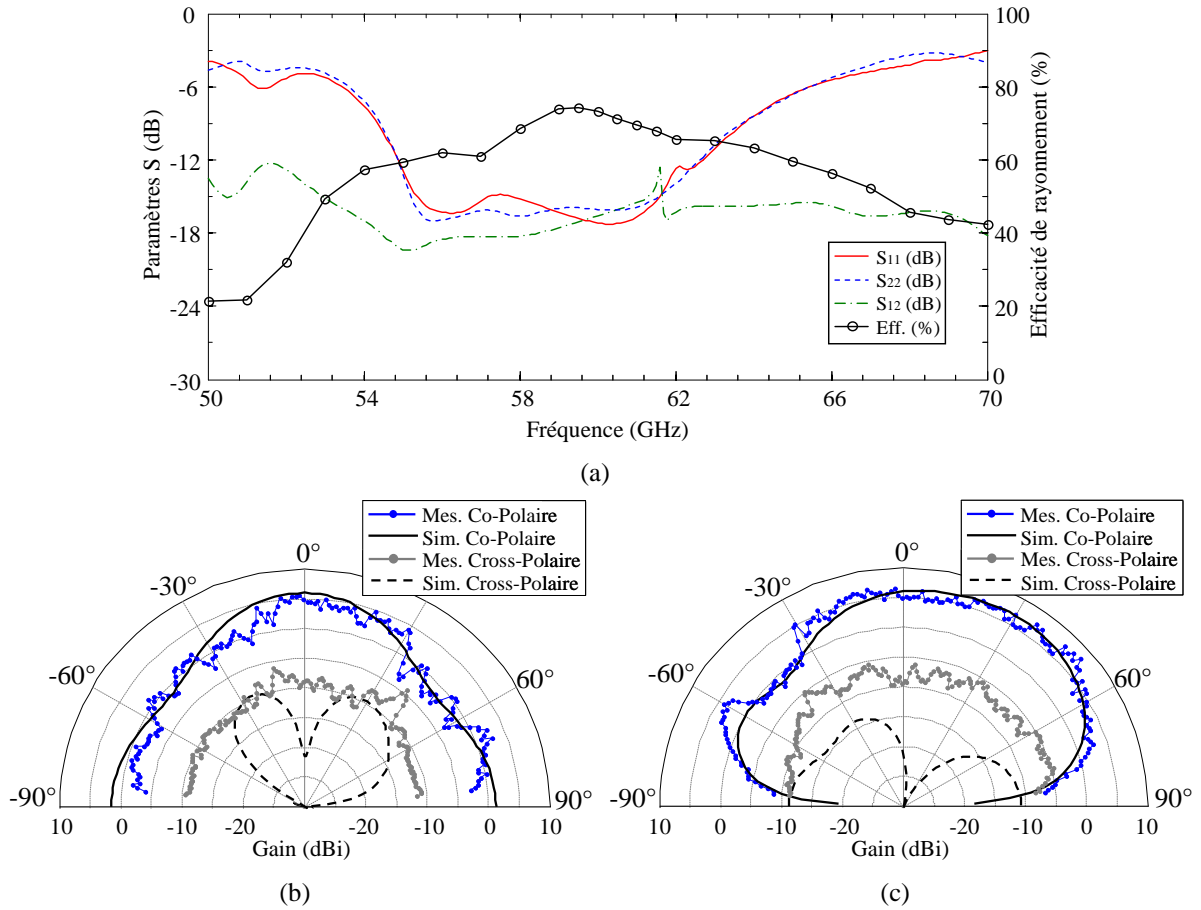 0
-6
-12
-18
-24
-30
Paramètres S (dB)
100
80
60
40
20
0
Efficacité de rayonnement (%)
S11 (dB)
S22 (dB)
S12 (dB)
Eff. (%)
50 54 58 62 66 70
Fréquence (GHz)
(a)
Mes. Co-Polaire
Sim. Co-Polaire
Mes. Cross-Polaire
Sim. Cross-Polaire
0°
-30°
-60°
60°
-90°
90°
10 0 -10 -20 -20 -10 0 10
Gain (dBi)
(b)
Mes. Co-Polaire
Sim. Co-Polaire
Mes. Cross-Polaire
Sim. Cross-Polaire
0°
-30°
-60°
60°
-90°
90°
10 0 -10 -20 -20 -10 0 10
Gain (dBi)
(c)